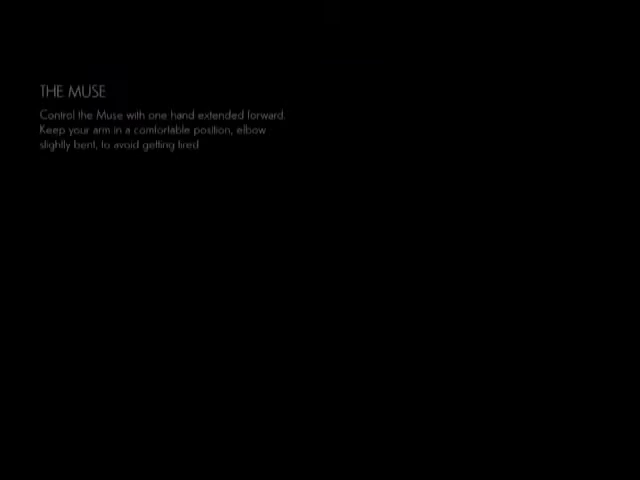 THE MUSE
Control the Muse with one hand extended forward.
Keep your arm in a comfortable position, elbow
slightly bent, to avoid getting tired